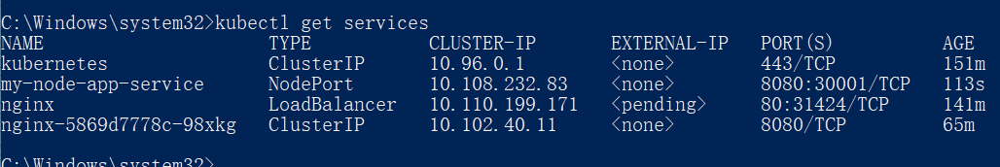 C:\Windows\system32>kubectl get services
NAME TYPE CLUSTER-IP EXTERNAL-IP PORT(S) AGE
kubernetes ClusterIP 10.96.0.1 <none> 443/TCP 151m
my-node-app-service NodePort 10.108.232.83 <none> 8080:30001/TCP 113s
nginx LoadBalancer 10.110.199.171 <pending> 80:31424/TCP 141m
nginx-5869d7778c-98xkg ClusterIP 10.102.40.11 <none> 8080/TCP 65m
C:\Windows\system32>